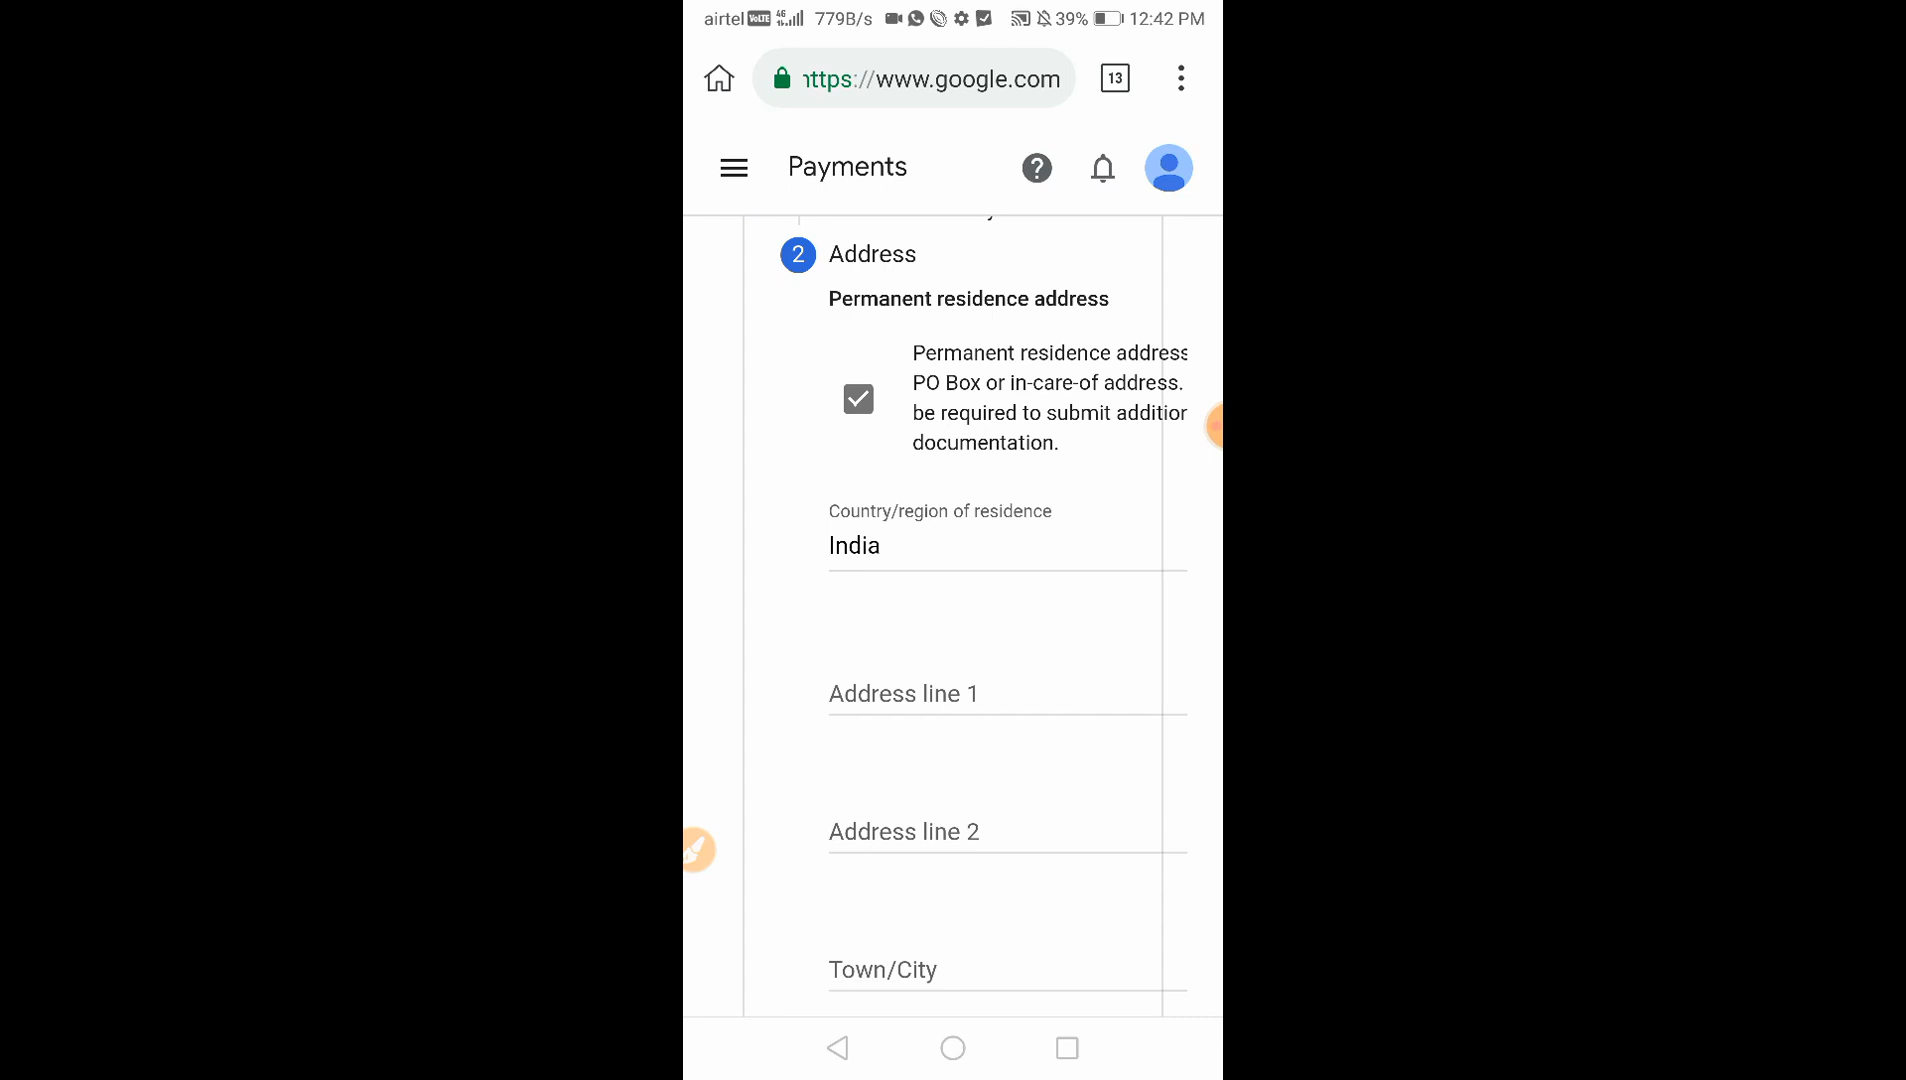 airtel VoLTE 4G 779B/s 39% 12:42 PM
ttps://www.google.com 13
Payments
2 Address
Permanent residence address
Permanent residence address
PO Box or in-care-of address.
be required to submit addition
documentation.
Country/region of residence
India
Address line 1
Address line 2
Town/City